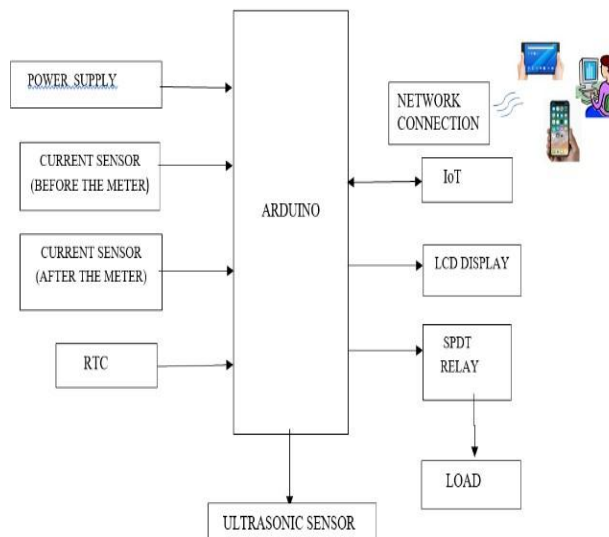 POWER SUPPLY
CURRENT SENSOR
(BEFORE THE METER)
CURRENT SENSOR
(AFTER THE METER)
RTC
ARDUINO
NETWORK
CONNECTION
IoT
LCD DISPLAY
SPDT
RELAY
LOAD
ULTRASONIC SENSOR